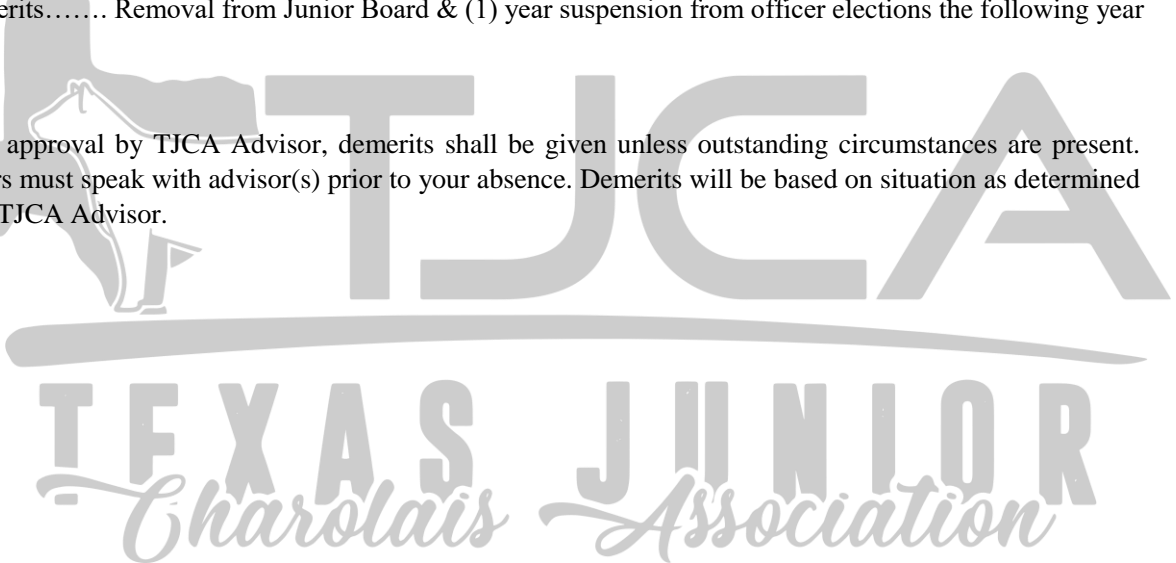 erits……. Removal from Junior Board & (1) year suspension from officer elections the following year
approval by TJCA Advisor, demerits shall be given unless outstanding circumstances are present.
rs must speak with advisor(s) prior to your absence. Demerits will be based on situation as determined
TJCA Advisor.
TJCA
TEXAS JUNIOR
Charolais Association